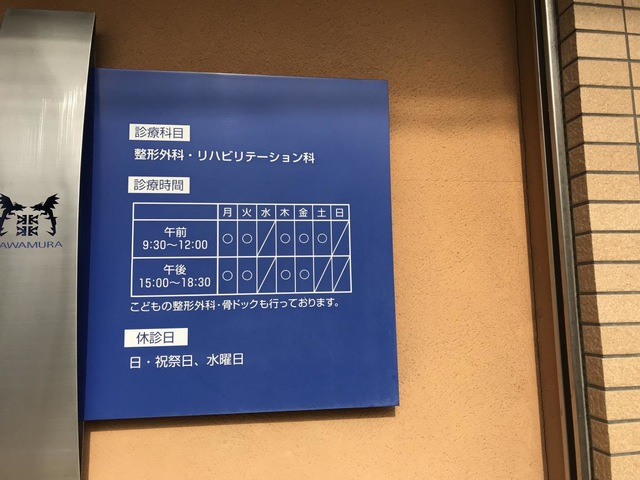 診療科目
整形外科・リハビリテーション科
診療時間
月 火 水 木 金 土 日
午前 9:30〜12:00 ○ ○ ／ ○ ○ ○ ／
午後 15:00〜18:30 ○ ○ ／ ○ ○ ／ ／
こどもの整形外科・骨ドックも行っております。
休診日
日・祝祭日、水曜日
AWAMURA